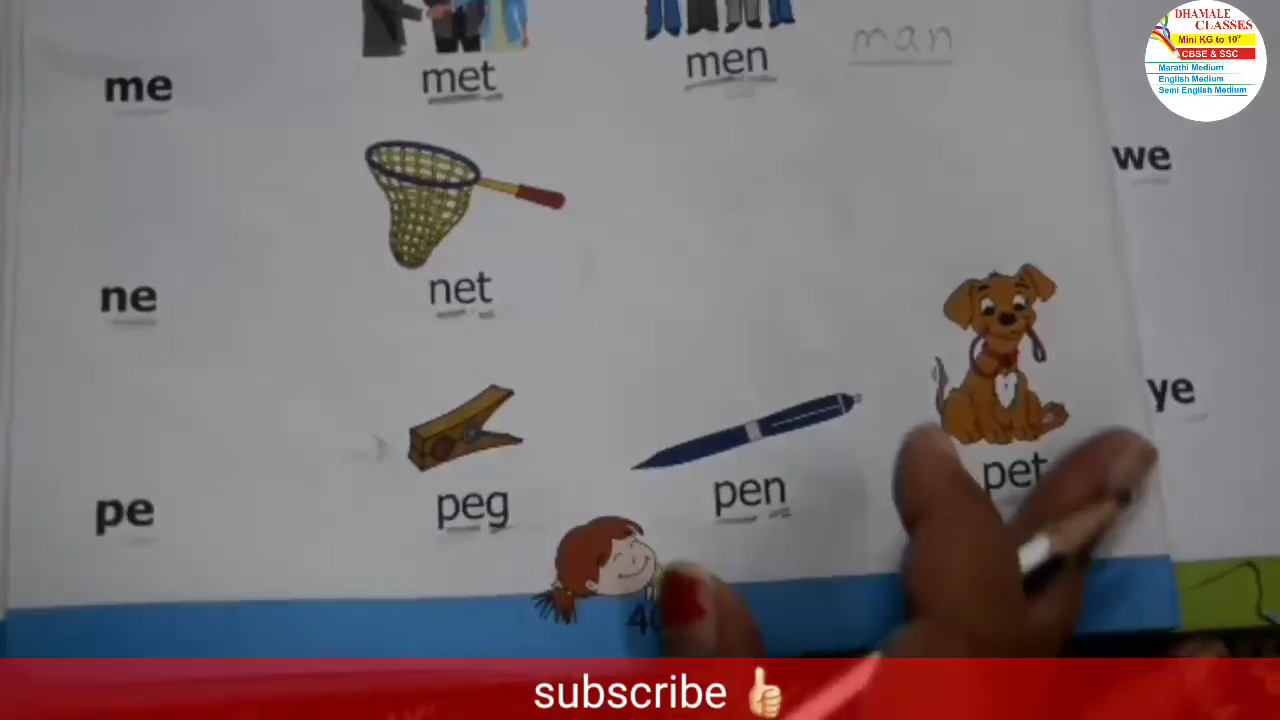 me
met
men
man
ne
net
pe
peg
pen
pet
we
ye
DHAMALE
CLASSES
Mini KG to 10°
CBSE & SSC
Marathi Medium
English Medium
Semi English Medium
subscribe